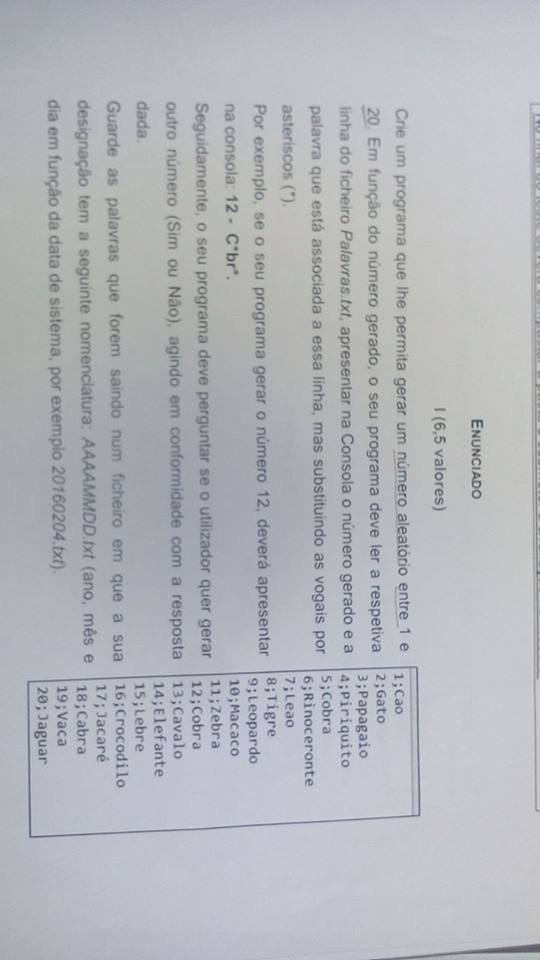 ENUNCIADO
I (6,5 valores)
Crie um programa que lhe permita gerar um número aleatório entre 1 e
20. Em função do número gerado, o seu programa deve ler a respetiva
linha do ficheiro Palavras.txt, apresentar na Consola o número gerado e a
palavra que está associada a essa linha, mas substituindo as vogais por
asteriscos (*).
Por exemplo, se o seu programa gerar o número 12, deverá apresentar
na consola: 12 - C*br*.
Seguidamente, o seu programa deve perguntar se o utilizador quer gerar
outro número (Sim ou Não), agindo em conformidade com a resposta
dada.
Guarde as palavras que forem saindo num ficheiro em que a sua
designação tem a seguinte nomenclatura: AAAAMMDD.txt (ano, mês e
dia em função da data de sistema, por exemplo 20160204.txt).
1;Cao
2;Gato
3;Papagaio
4;Piriquito
5;Cobra
6;Rinoceronte
7;Leao
8;Tigre
9;Leopardo
10;Macaco
11;Zebra
12;Cobra
13;Cavalo
14;Elefante
15;Lebre
16;Crocodilo
17;Jacaré
18;Cabra
19;Vaca
20;Jaguar